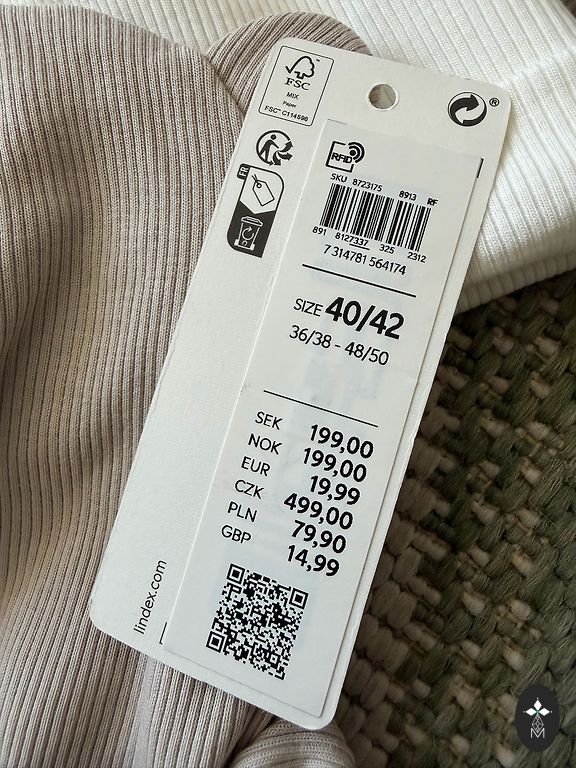 FSC
MIX
Paper
FSC™ C114596
®
FR
RFID
SKU 8723175 8913 RF
891 8127337 325 2312
7 314781 564174
SIZE 40/42
36/38 - 48/50
SEK 199,00
NOK 199,00
EUR 19,99
CZK 499,00
PLN 79,90
GBP 14,99
lindex.com
M